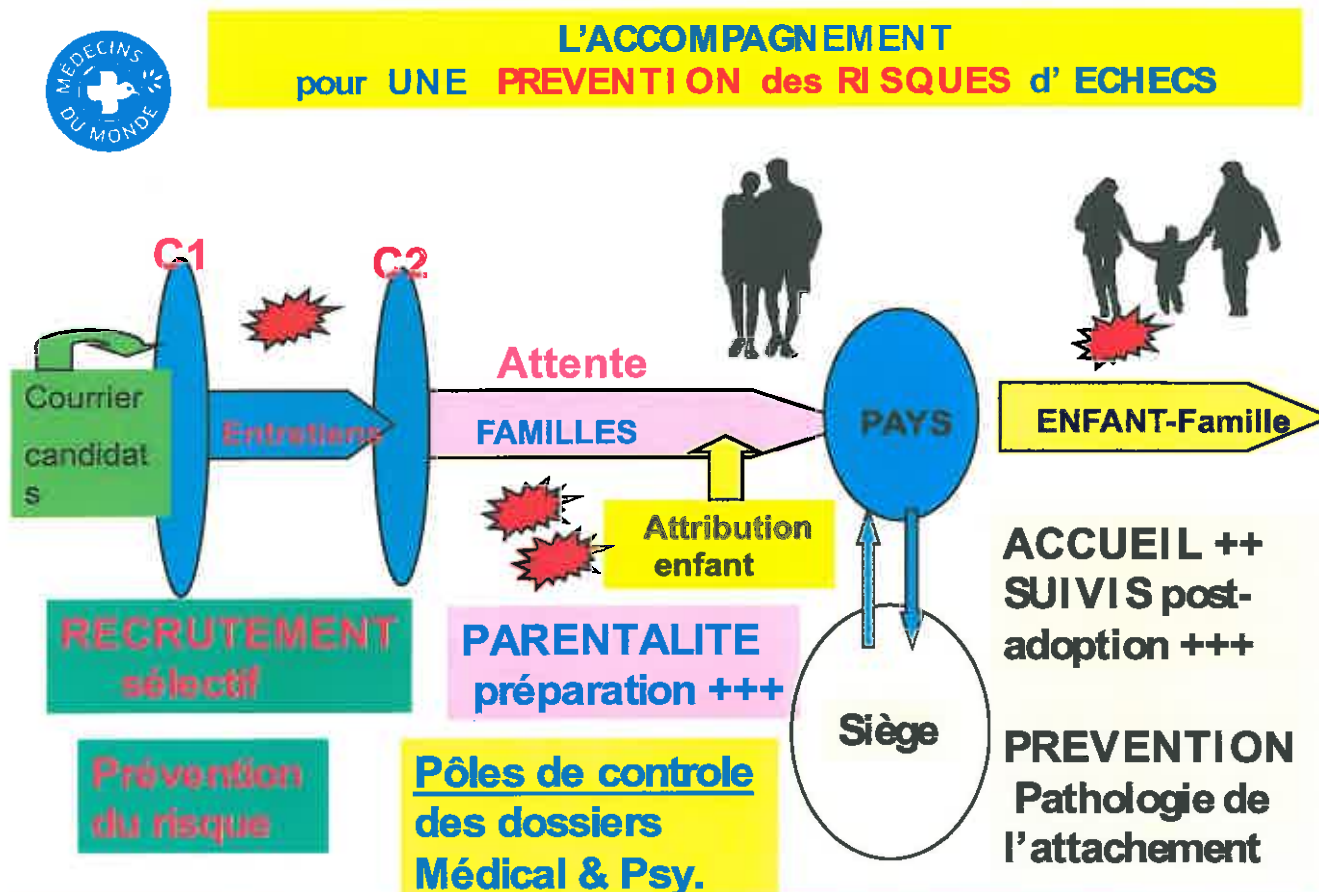 L'ACCOMPAGNEMENT
pour UNE PREVENTION des RISQUES d' ECHECS
MÉDECINS
DU MONDE
C1
C2
Courrier
candidat
s
Entretiens
Attente
FAMILLES
Attribution
enfant
PAYS
ENFANT-Famille
RECRUTEMENT
sélectif
Prévention
du risque
PARENTALITE
préparation +++
Pôles de controle
des dossiers
Médical & Psy.
Siège
ACCUEIL ++
SUIVIS post-
adoption +++
PREVENTION
Pathologie de
l'attachement